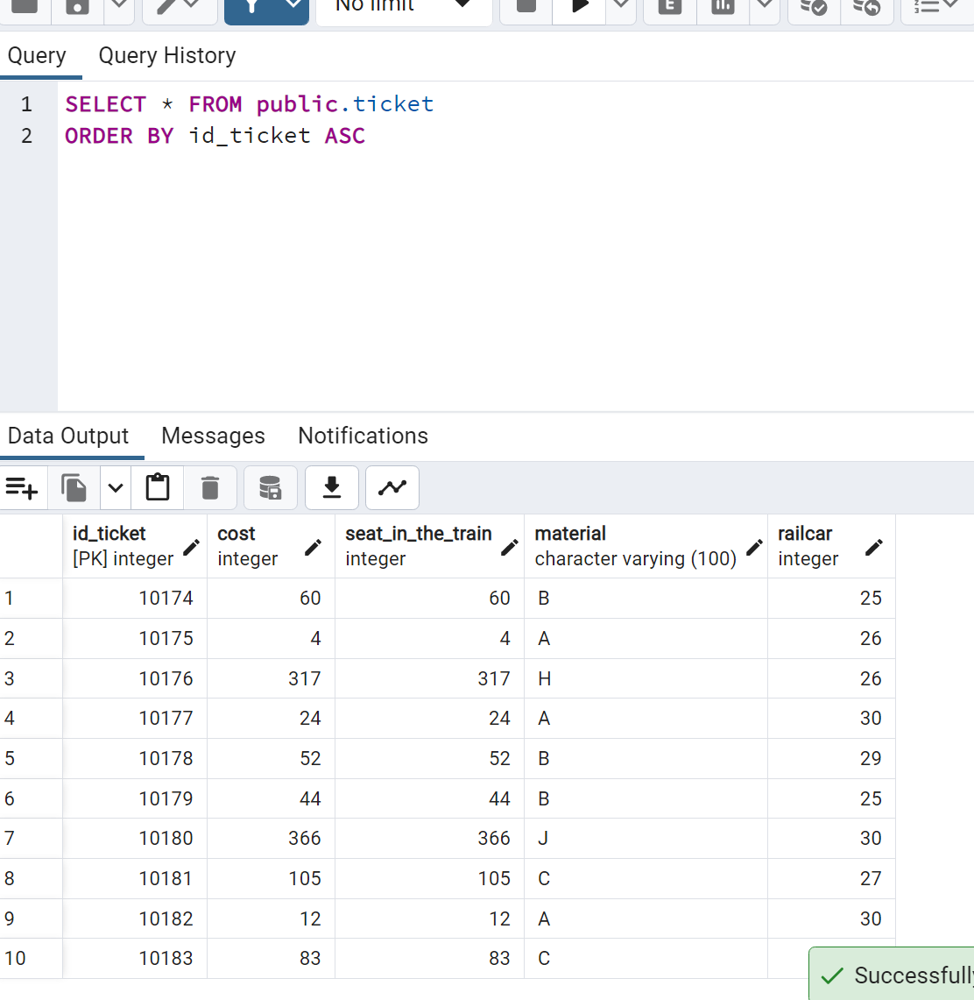 No limit
E
Query Query History
1 SELECT * FROM public.ticket
2 ORDER BY id_ticket ASC
Data Output Messages Notifications
id_ticket cost seat_in_the_train material railcar
[PK] integer integer integer character varying (100) integer
1 10174 60 60 B 25
2 10175 4 4 A 26
3 10176 317 317 H 26
4 10177 24 24 A 30
5 10178 52 52 B 29
6 10179 44 44 B 25
7 10180 366 366 J 30
8 10181 105 105 C 27
9 10182 12 12 A 30
10 10183 83 83 C
Successfully